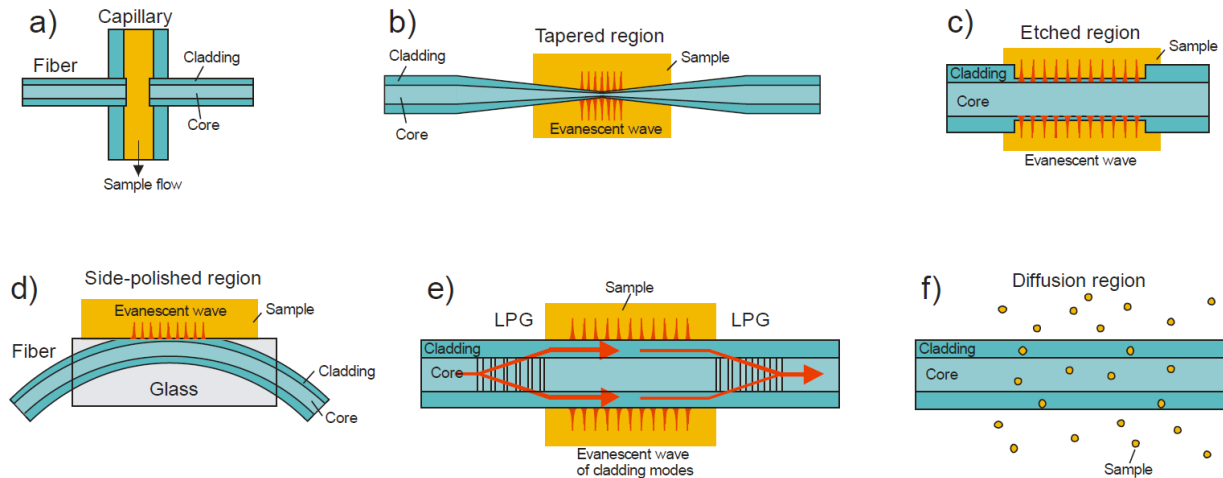 a)
Capillary
Fiber
Cladding
Core
Sample flow
b)
Tapered region
Cladding
Sample
Core
Evanescent wave
c)
Etched region
Sample
Cladding
Core
Evanescent wave
d)
Side-polished region
Evanescent wave
Sample
Fiber
Glass
Cladding
Core
e)
Sample
LPG
LPG
Cladding
Core
Evanescent wave
of cladding modes
f)
Diffusion region
Cladding
Core
Sample